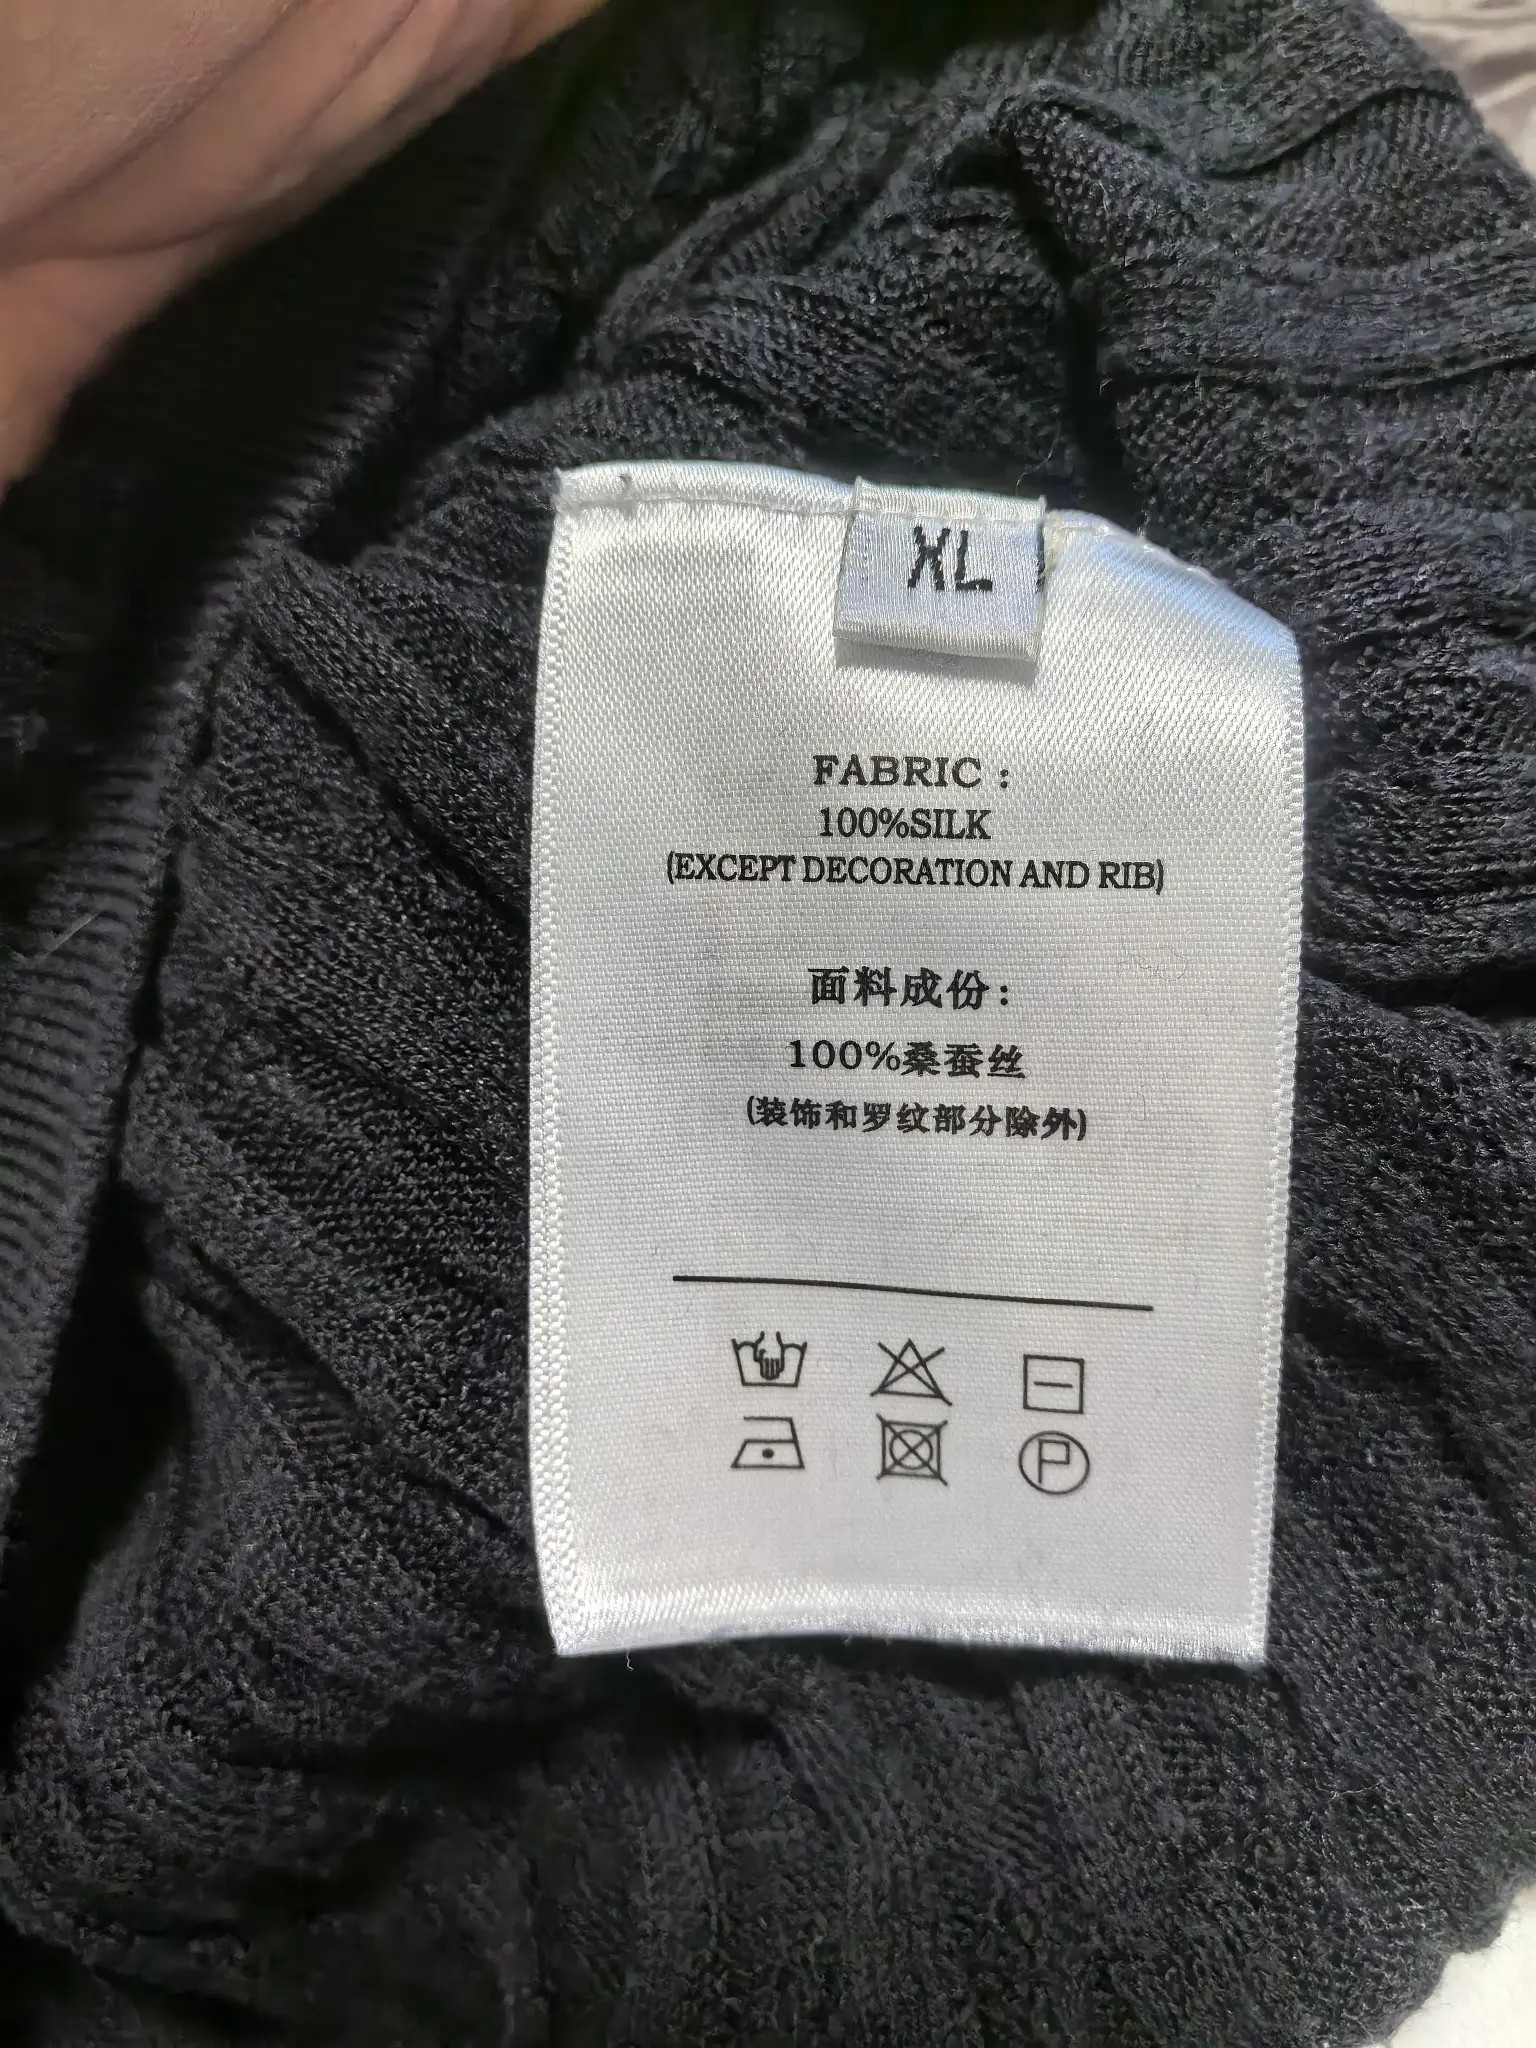 XL
FABRIC :
100%SILK
(EXCEPT DECORATION AND RIB)
面料成份:
100%桑蚕丝
(装饰和罗纹部分除外)
P